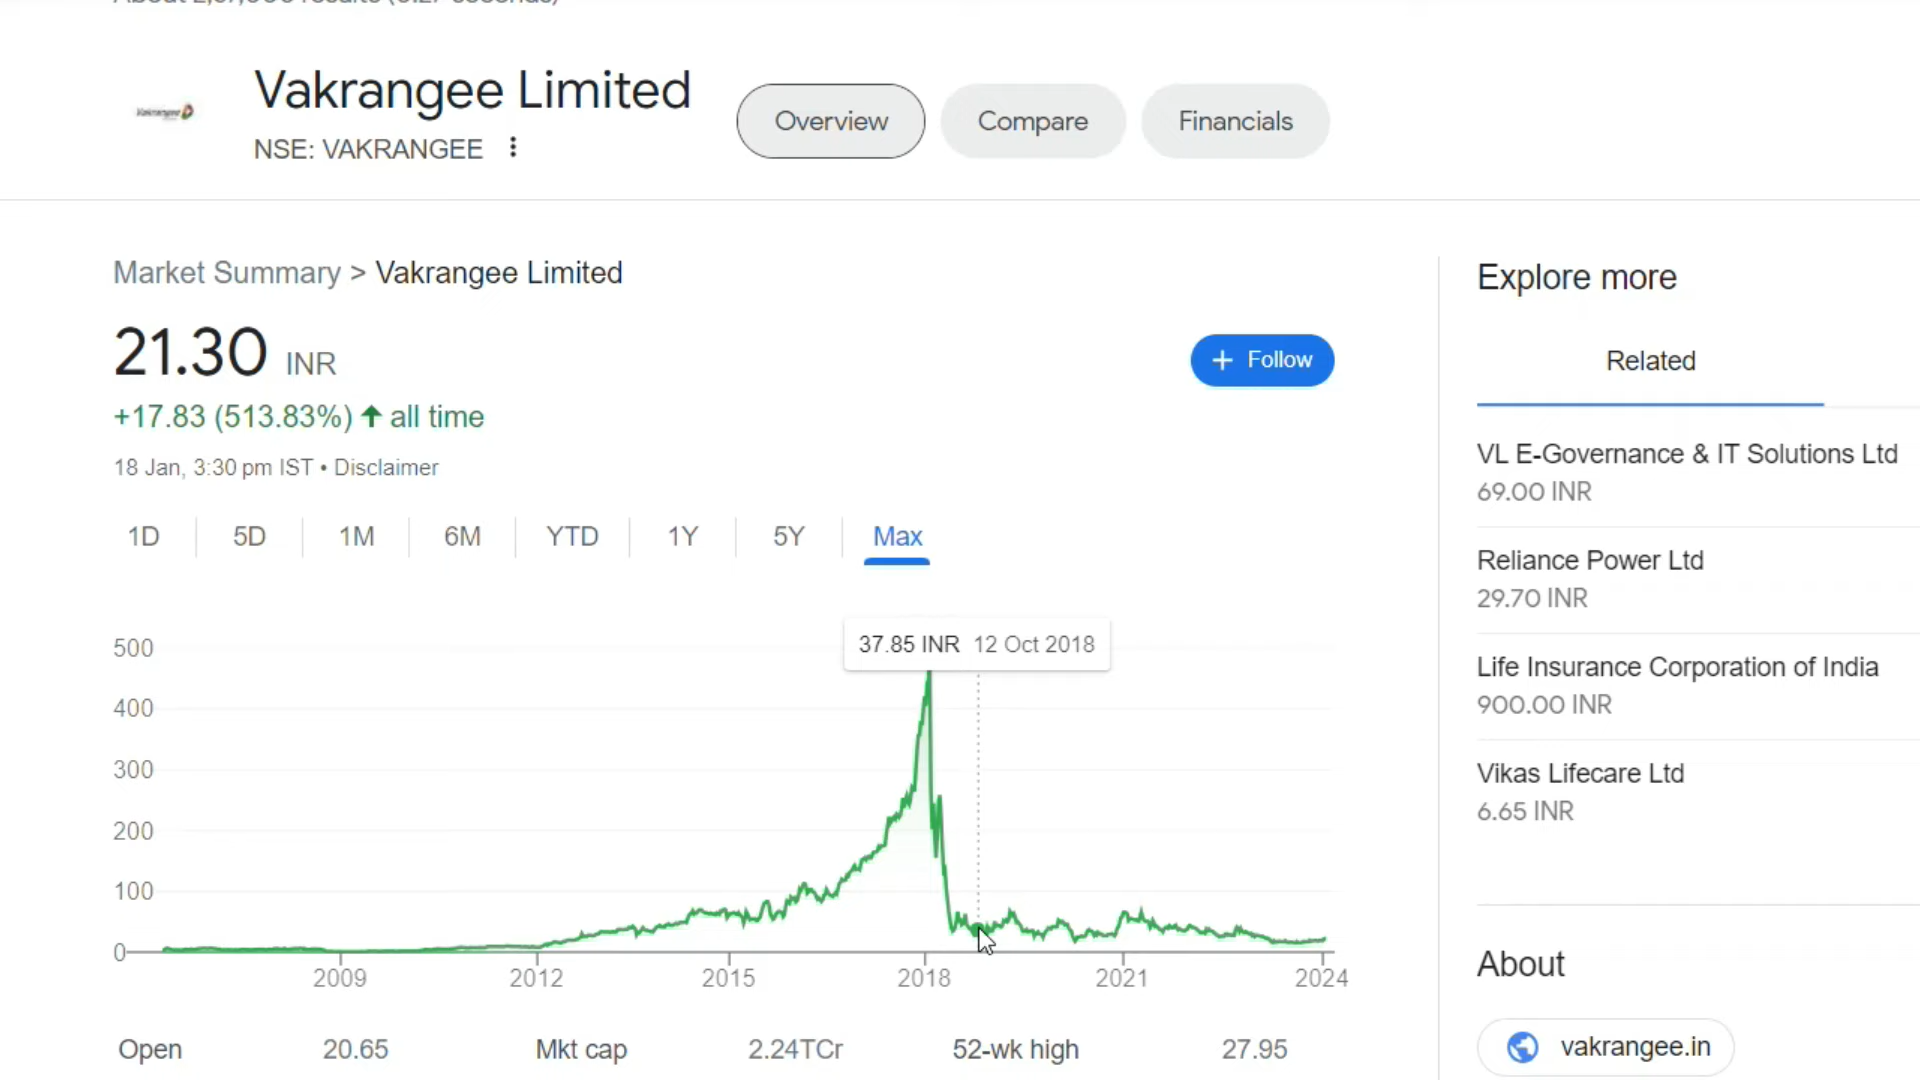 Vakrangee Limited
NSE: VAKRANGEE
Overview
Compare
Financials
Market Summary > Vakrangee Limited
21.30 INR
+ Follow
+17.83 (513.83%) ↑ all time
18 Jan, 3:30 pm IST • Disclaimer
1D 5D 1M 6M YTD 1Y 5Y Max
37.85 INR 12 Oct 2018
500
400
300
200
100
0
2009 2012 2015 2018 2021 2024
Open 20.65 Mkt cap 2.24TCr 52-wk high 27.95
Explore more
Related
VL E-Governance & IT Solutions Ltd
69.00 INR
Reliance Power Ltd
29.70 INR
Life Insurance Corporation of India
900.00 INR
Vikas Lifecare Ltd
6.65 INR
About
vakrangee.in